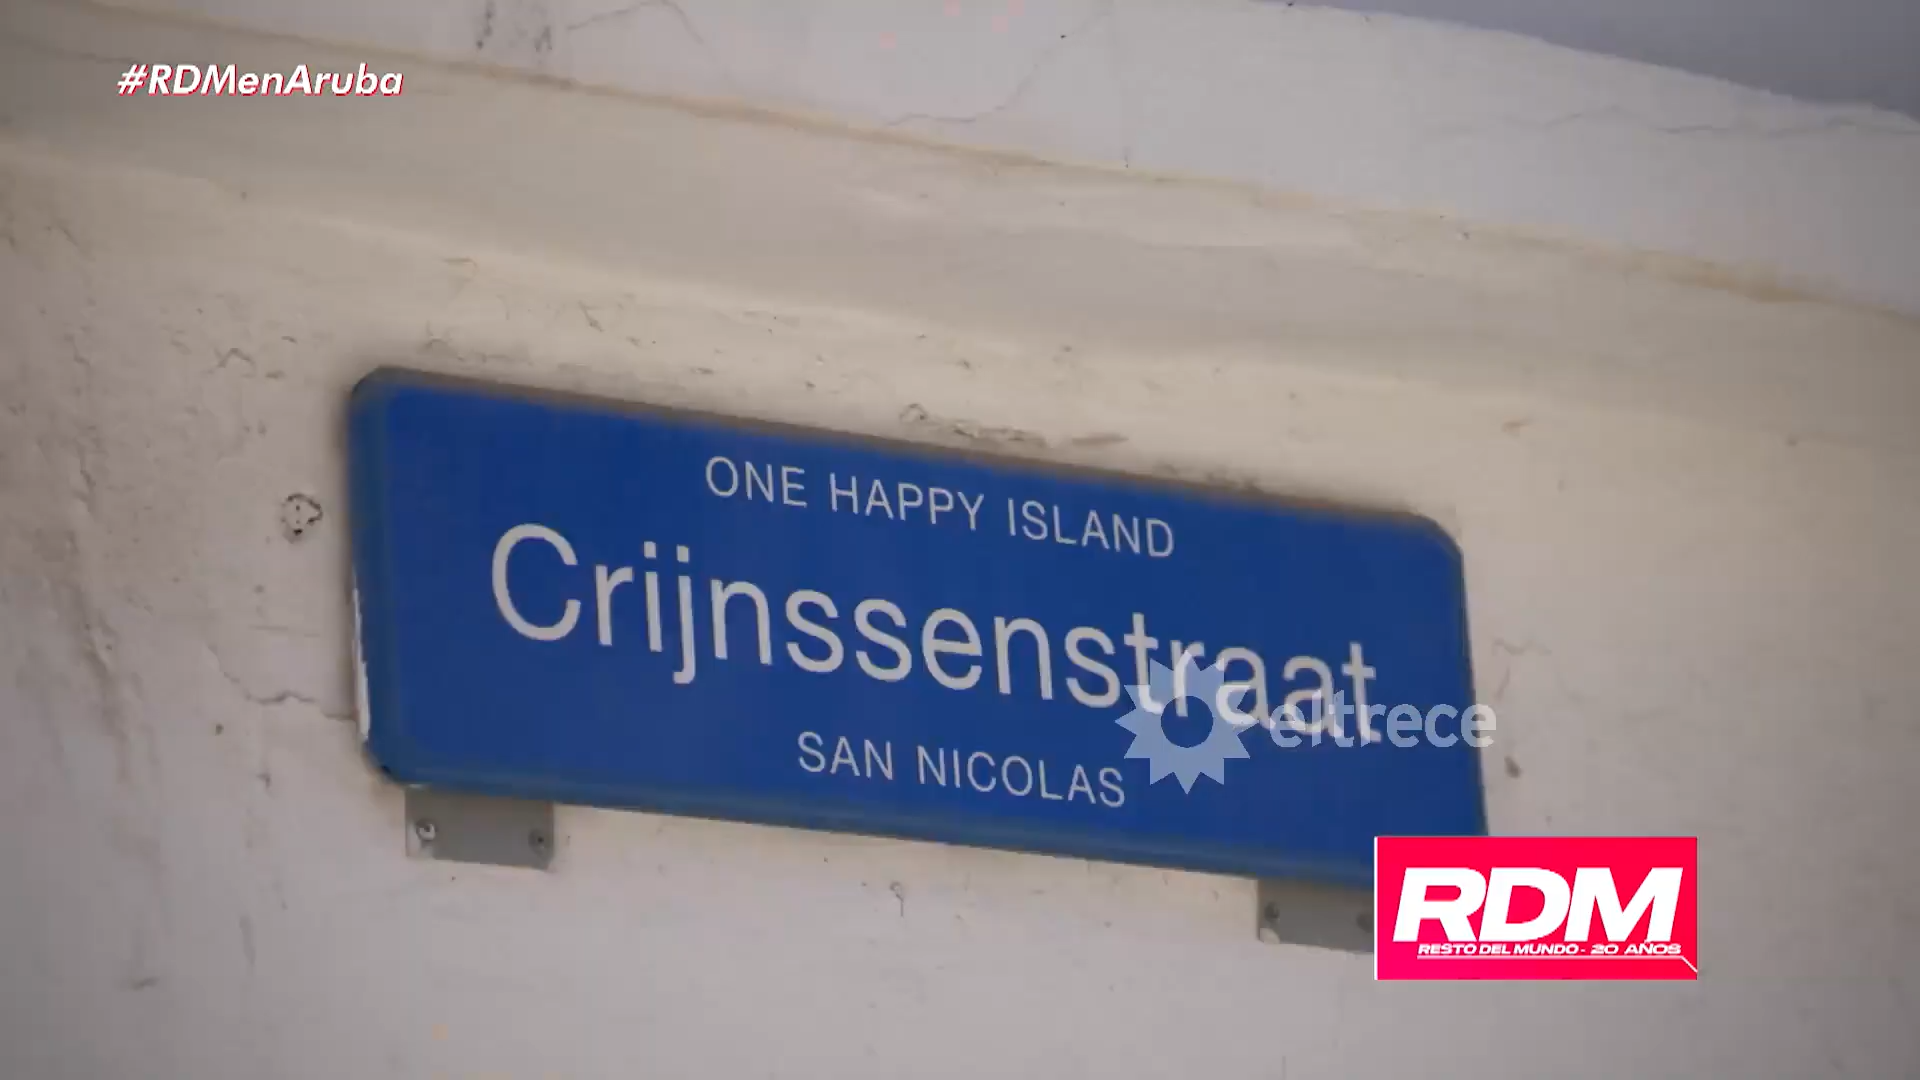 #RDMenAruba
ONE HAPPY ISLAND
Crijnssenstraat
SAN NICOLAS
eltrece
RDM
RESTO DEL MUNDO - 20 AÑOS